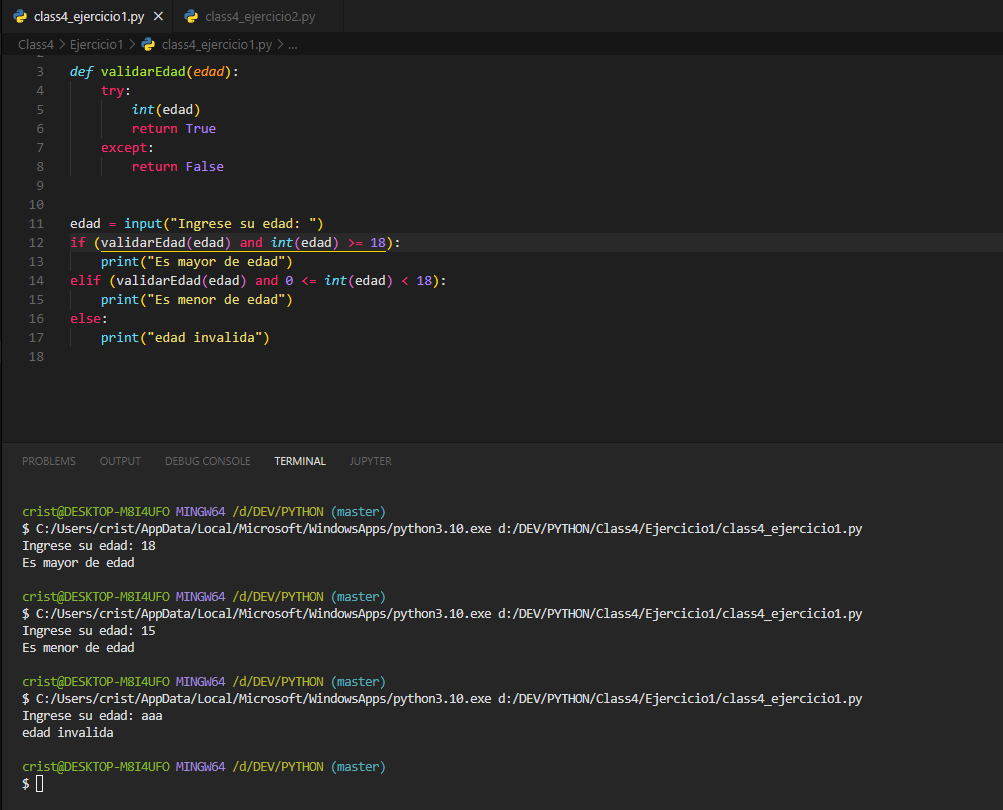 class4_ejercicio1.py × class4_ejercicio2.py
Class4 > Ejercicio1 > class4_ejercicio1.py > ...
2
3 def validarEdad(edad):
4     try:
5         int(edad)
6         return True
7     except:
8         return False
9
10
11 edad = input("Ingrese su edad: ")
12 if (validarEdad(edad) and int(edad) >= 18):
13     print("Es mayor de edad")
14 elif (validarEdad(edad) and 0 <= int(edad) < 18):
15     print("Es menor de edad")
16 else:
17     print("edad invalida")
18
PROBLEMS OUTPUT DEBUG CONSOLE TERMINAL JUPYTER
crist@DESKTOP-M8I4UFO MINGW64 /d/DEV/PYTHON (master)
$ C:/Users/crist/AppData/Local/Microsoft/WindowsApps/python3.10.exe d:/DEV/PYTHON/Class4/Ejercicio1/class4_ejercicio1.py
Ingrese su edad: 18
Es mayor de edad
crist@DESKTOP-M8I4UFO MINGW64 /d/DEV/PYTHON (master)
$ C:/Users/crist/AppData/Local/Microsoft/WindowsApps/python3.10.exe d:/DEV/PYTHON/Class4/Ejercicio1/class4_ejercicio1.py
Ingrese su edad: 15
Es menor de edad
crist@DESKTOP-M8I4UFO MINGW64 /d/DEV/PYTHON (master)
$ C:/Users/crist/AppData/Local/Microsoft/WindowsApps/python3.10.exe d:/DEV/PYTHON/Class4/Ejercicio1/class4_ejercicio1.py
Ingrese su edad: aaa
edad invalida
crist@DESKTOP-M8I4UFO MINGW64 /d/DEV/PYTHON (master)
$